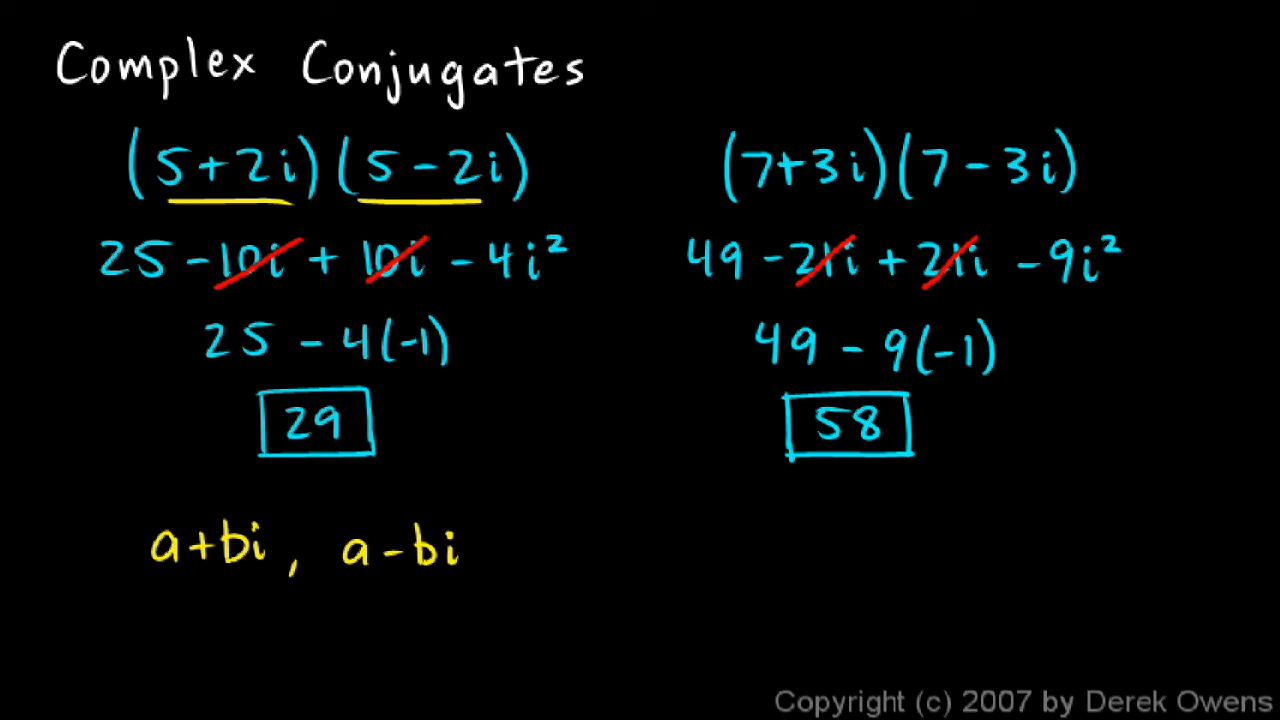 Complex Conjugates
(5+2i)(5-2i)
25 - 10i + 10i - 4i²
25 - 4(-1)
29
a+bi, a-bi
(7+3i)(7-3i)
49 - 21i + 21i - 9i²
49 - 9(-1)
58
Copyright (c) 2007 by Derek Owens